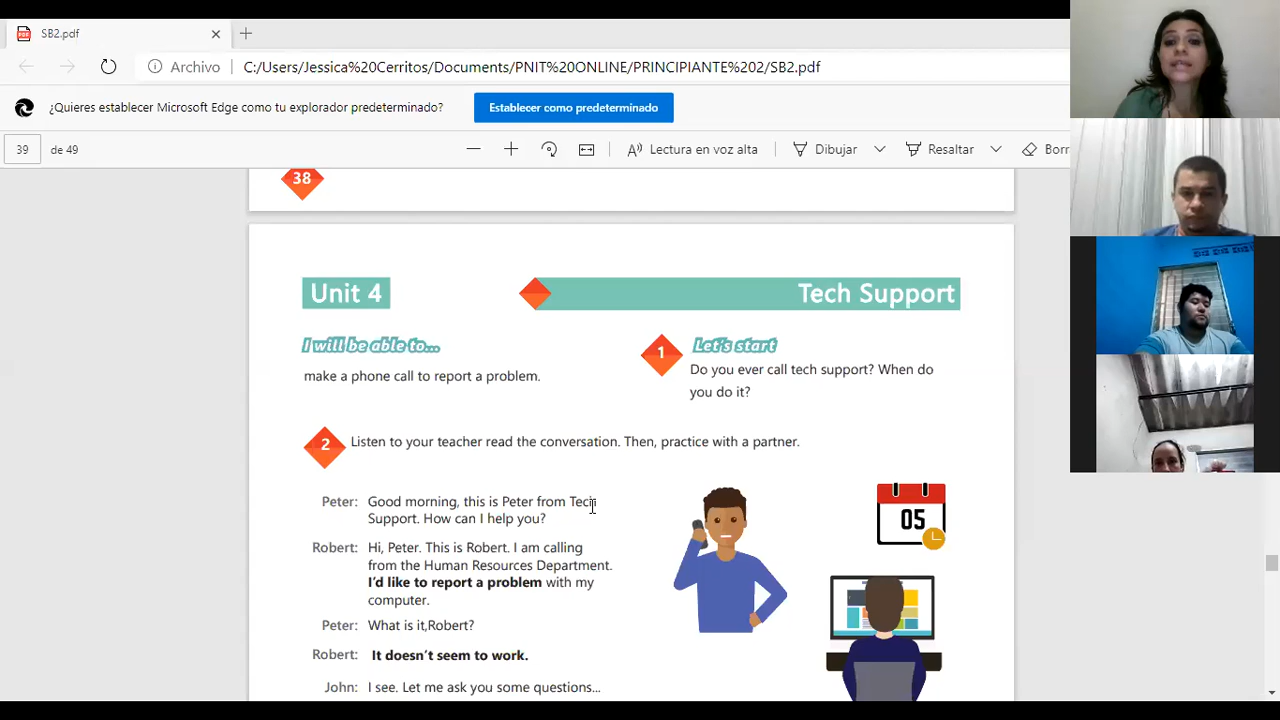 SB2.pdf
Archivo C:/Users/Jessica%20Cerritos/Documents/PNIT%20ONLINE/PRINCIPIANTE%202/SB2.pdf
¿Quieres establecer Microsoft Edge como tu explorador predeterminado? Establecer como predeterminado
39 de 49 Lectura en voz alta Dibujar Resaltar Bor
38
Unit 4 Tech Support
I will be able to...
make a phone call to report a problem.
1 Let's start
Do you ever call tech support? When do
you do it?
2 Listen to your teacher read the conversation. Then, practice with a partner.
Peter: Good morning, this is Peter from Tech
Support. How can I help you?
Robert: Hi, Peter. This is Robert. I am calling
from the Human Resources Department.
I'd like to report a problem with my
computer.
Peter: What is it,Robert?
Robert: It doesn't seem to work.
John: I see. Let me ask you some questions...
05